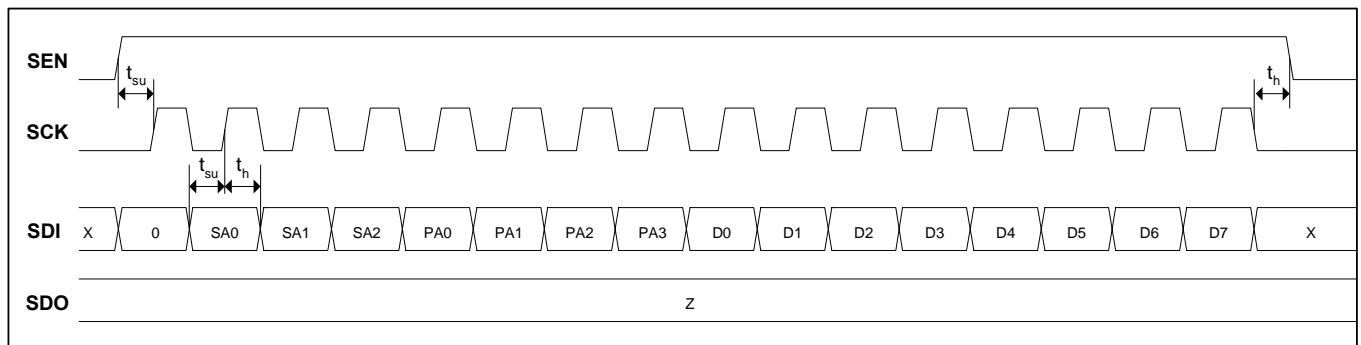 SEN
t_su
t_h
SCK
t_su t_h
SDI X 0 SA0 SA1 SA2 PA0 PA1 PA2 PA3 D0 D1 D2 D3 D4 D5 D6 D7 X
SDO Z